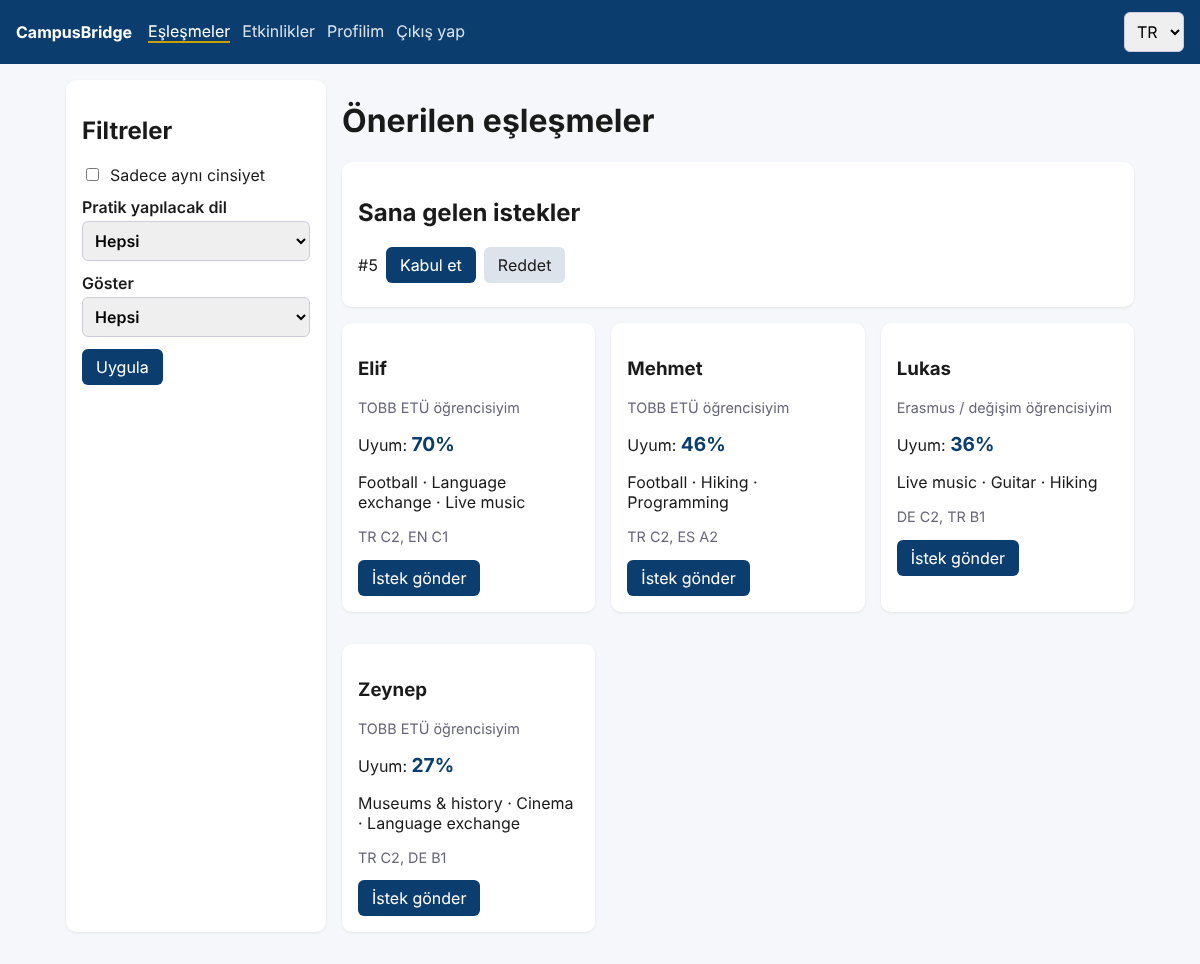 CampusBridge Eşleşmeler Etkinlikler Profilim Çıkış yap TR
Filtreler
Sadece aynı cinsiyet
Pratik yapılacak dil
Hepsi
Göster
Hepsi
Uygula
Önerilen eşleşmeler
Sana gelen istekler
#5 Kabul et Reddet
Elif
TOBB ETÜ öğrencisiyim
Uyum: 70%
Football · Language
exchange · Live music
TR C2, EN C1
İstek gönder
Mehmet
TOBB ETÜ öğrencisiyim
Uyum: 46%
Football · Hiking ·
Programming
TR C2, ES A2
İstek gönder
Lukas
Erasmus / değişim öğrencisiyim
Uyum: 36%
Live music · Guitar · Hiking
DE C2, TR B1
İstek gönder
Zeynep
TOBB ETÜ öğrencisiyim
Uyum: 27%
Museums & history · Cinema
· Language exchange
TR C2, DE B1
İstek gönder